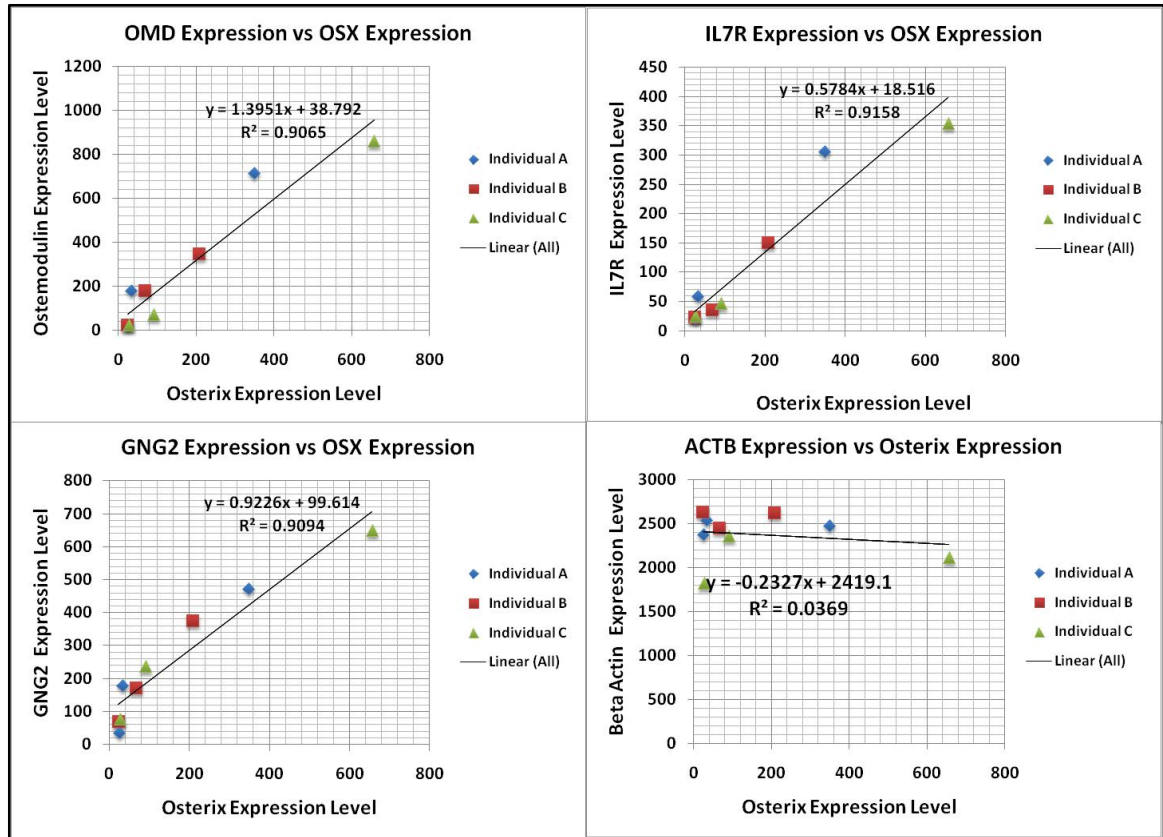 OMD Expression vs OSX Expression
Ostemodulin Expression Level
1200
1000
800
600
400
200
0
y = 1.3951x + 38.792
R² = 0.9065
Individual A
Individual B
Individual C
Linear (All)
0 200 400 600 800
Osterix Expression Level
IL7R Expression vs OSX Expression
IL7R Expression Level
450
400
350
300
250
200
150
100
50
0
y = 0.5784x + 18.516
R² = 0.9158
Individual A
Individual B
Individual C
Linear (All)
0 200 400 600 800
Osterix Expression Level
GNG2 Expression vs OSX Expression
GNG2 Expression Level
800
700
600
500
400
300
200
100
0
y = 0.9226x + 99.614
R² = 0.9094
Individual A
Individual B
Individual C
Linear (All)
0 200 400 600 800
Osterix Expression Level
ACTB Expression vs Osterix Expression
Beta Actin Expression Level
3000
2500
2000
1500
1000
500
0
y = -0.2327x + 2419.1
R² = 0.0369
Individual A
Individual B
Individual C
Linear (All)
0 200 400 600 800
Osterix Expression Level